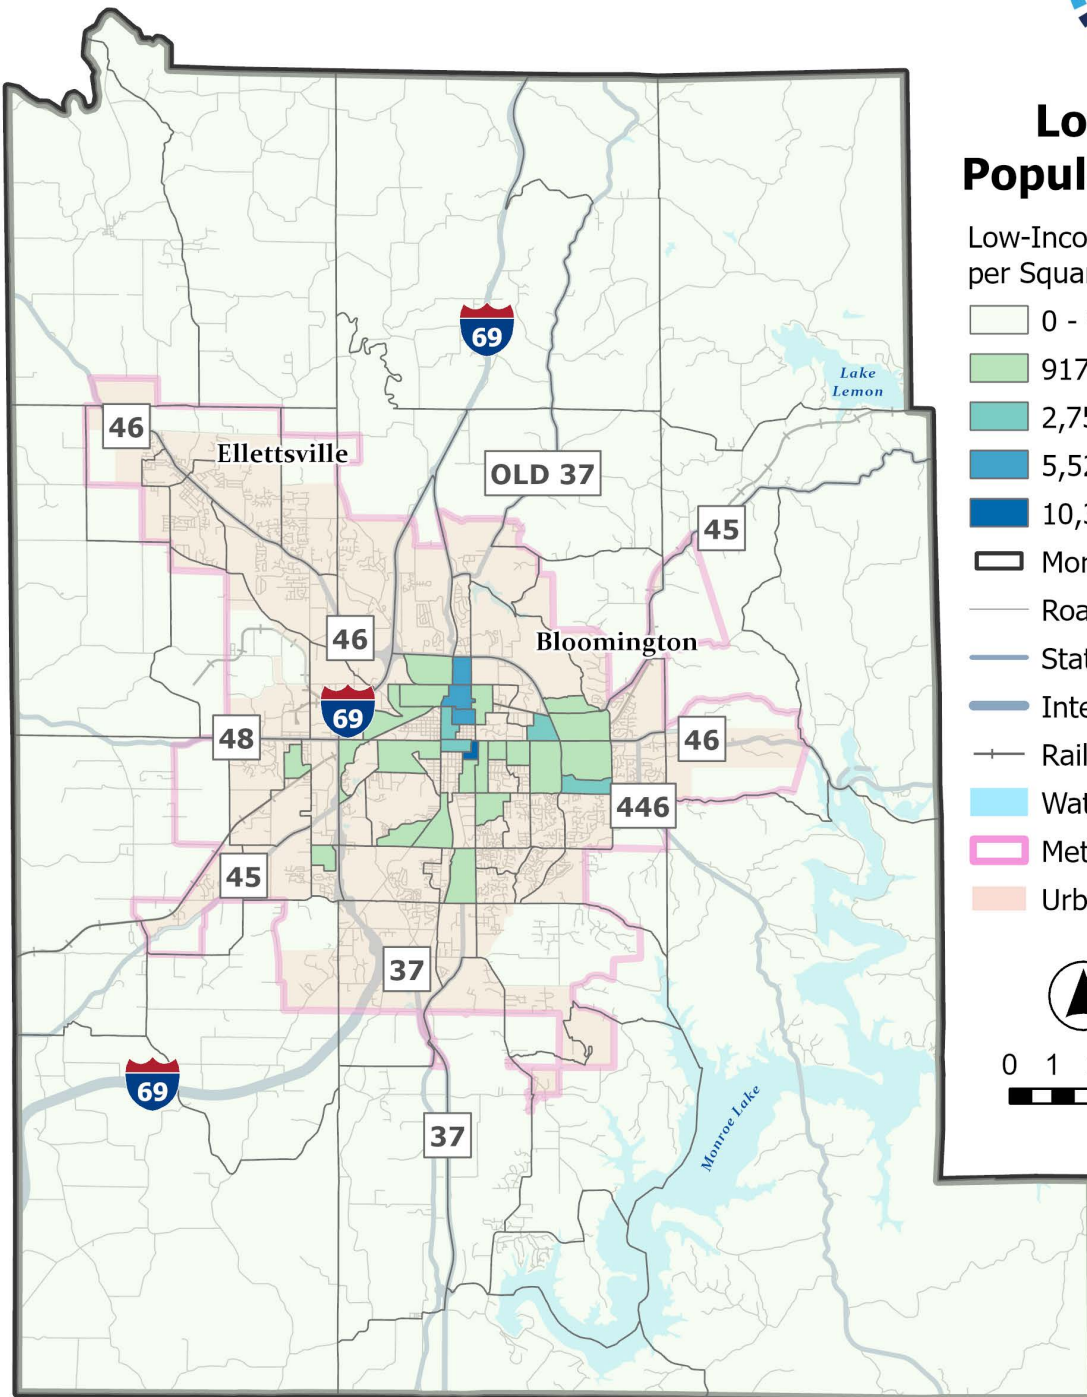 Lo
Popul
Low-Inco
per Squar
0 -
917
2,75
5,52
10,3
Mon
Roa
Stat
Inte
Rail
Wat
Met
Urb
0 1
69
Lake
Lemon
46
Ellettsville
OLD 37
45
46
Bloomington
69
48
46
446
45
37
69
37
Monroe Lake